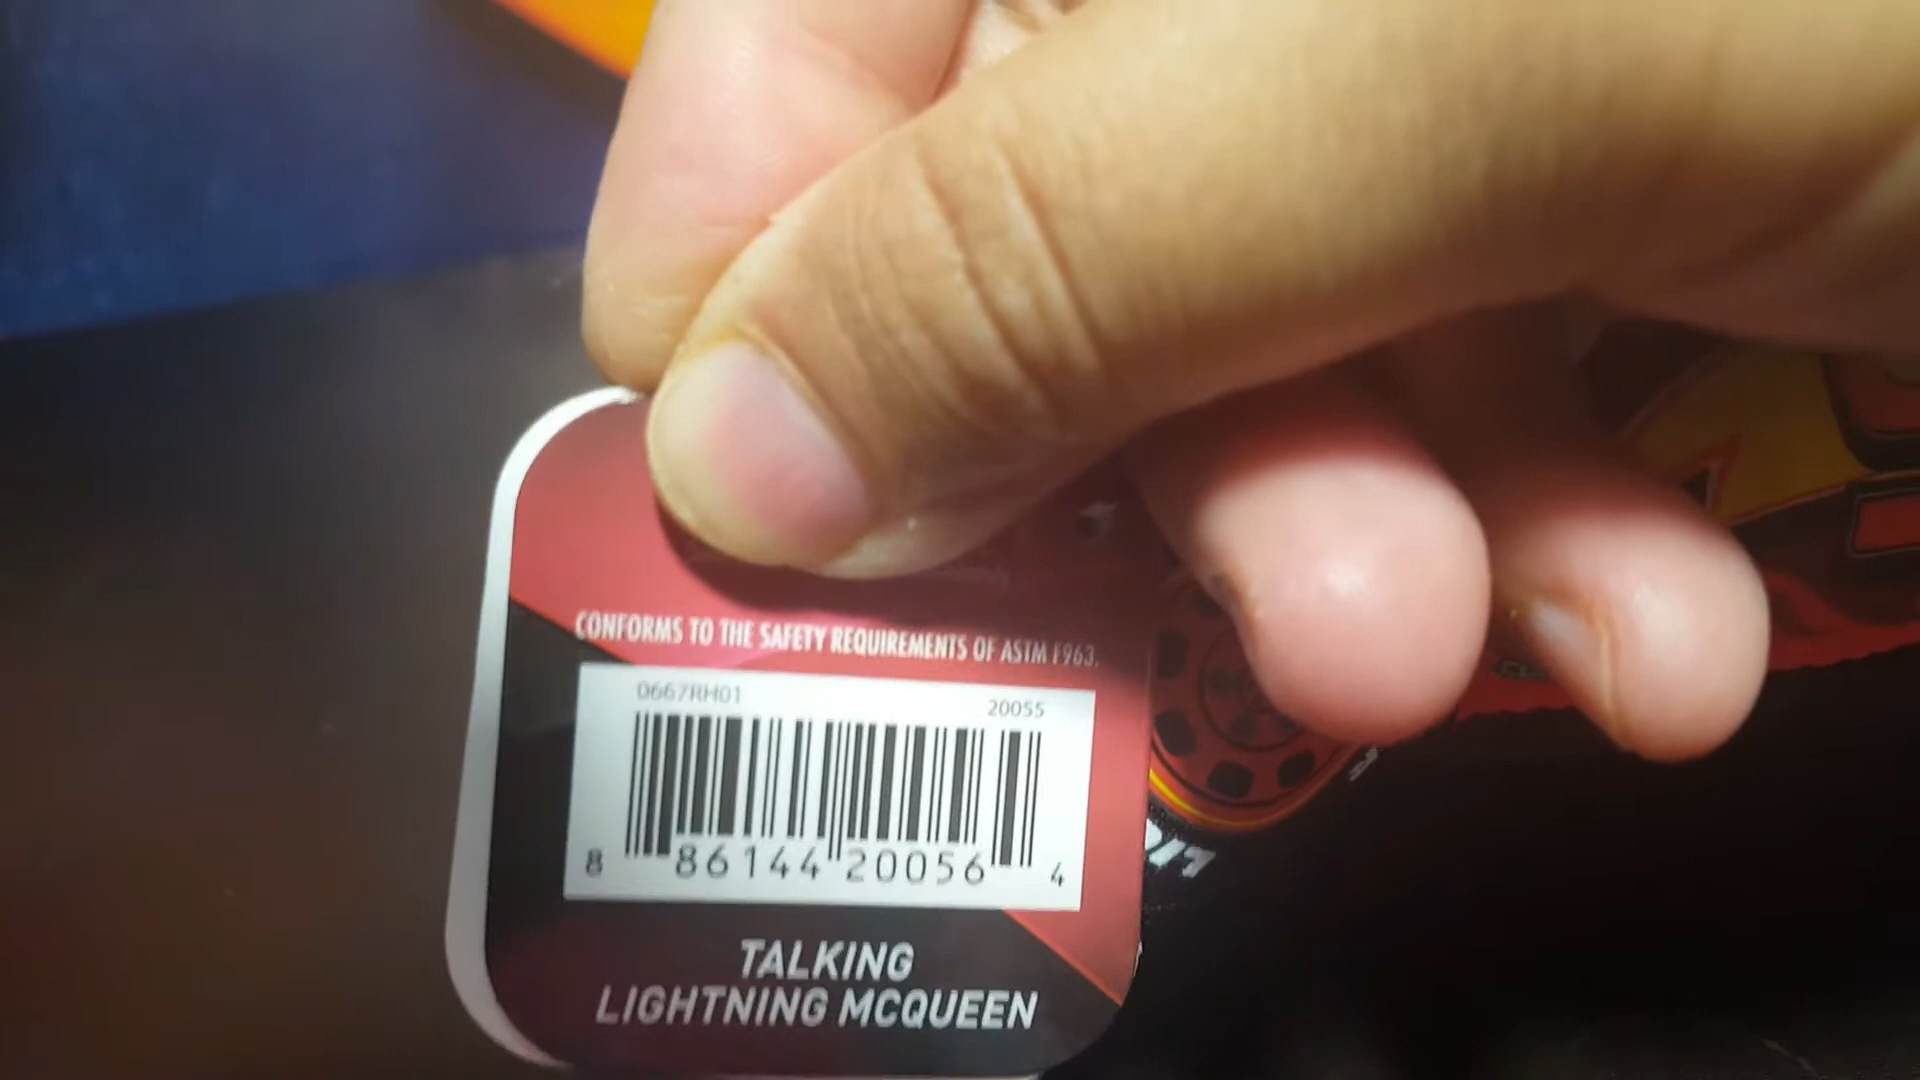 CONFORMS TO THE SAFETY REQUIREMENTS OF ASTM F963.
0667RH01 20055
8 86144 20056 4
TALKING
LIGHTNING MCQUEEN